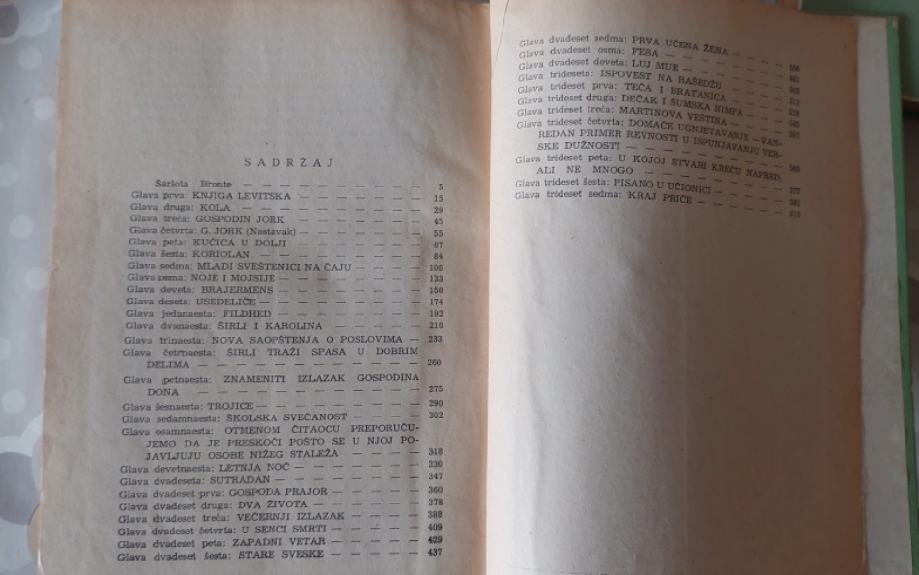 SADRŽAJ
Šarlota Bronte — — — — — — — 5
Glava prva: KNJIGA LEVITSKA — — — — — 15
Glava druga: KOLA — — — — — — — 29
Glava treća: GOSPODIN JORK — — — — — 45
Glava četvrta: G. JORK (Nastavak) — — — — — 55
Glava peta: KUĆICA U DOLJI — — — — — 67
Glava šesta: KORIOLAN — — — — — — 84
Glava sedma: MLADI SVEŠTENICI NA ČAJU — — — 106
Glava osma: NOJE I MOJSIJE — — — — — 133
Glava deveta: BRAJERMENS — — — — — 150
Glava deseta: USEDELIČE — — — — — — 174
Glava jedanaesta: FILDHED — — — — — — 192
Glava dvanaesta: ŠIRLI I KAROLINA — — — — 210
Glava trinaesta: NOVA SAOPŠTENJA O POSLOVIMA — 233
Glava četrnaesta: ŠIRLI TRAŽI SPASA U DOBRIM
DELIMA — — — — — — — — 260
Glava petnaesta: ZNAMENITI IZLAZAK GOSPODINA
DONA — — — — — — — — 275
Glava šesnaesta: TROJICE — — — — — — 290
Glava sedamnaesta: ŠKOLSKA SVEČANOST — — — 302
Glava osamnaesta: OTMENOM ČITAOCU PREPORUČU-
JEMO DA JE PRESKOČI POŠTO SE U NJOJ PO-
JAVLJUJU OSOBE NIŽEG STALEŽA — — — 318
Glava devetnaesta: LETNJA NOĆ — — — — — 330
Glava dvadeseta: SUTRADAN — — — — — — 347
Glava dvadeset prva: GOSPOĐA PRAJOR — — — — 360
Glava dvadeset druga: DVA ŽIVOTA — — — — 378
Glava dvadeset treća: VEČERNJI IZLAZAK — — — 388
Glava dvadeset četvrta: U SENCI SMRTI — — — — 409
Glava dvadeset peta: ZAPADNI VETAR — — — — 429
Glava dvadeset šesta: STARE SVESKE — — — — 437
Glava dvadeset sedma: PRVA UČENA ŽENA — — —
Glava dvadeset osma: FEBA — — — — — —
Glava dvadeset deveta: LUJ MUR — — — — —
Glava trideseta: ISPOVEST NA RASEDŽU — — —
Glava trideset prva: TEČA I BRATANICA — — —
Glava trideset druga: DEČAK I ŠUMSKA NIMFA — —
Glava trideset treća: MARTINOVA VEŠTINA — — —
Glava trideset četvrta: DOMAĆE UGNJETAVANJE — VAN-
REDAN PRIMER REVNOSTI U ISPUNJAVANJU VER-
SKE DUŽNOSTI — — — — — —
Glava trideset peta: U KOJOJ STVARI KREĆU NAPRED,
ALI NE MNOGO — — — — — —
Glava trideset šesta: PISANO U UČIONICI — — — —
Glava trideset sedma: KRAJ PRIČE — — — —